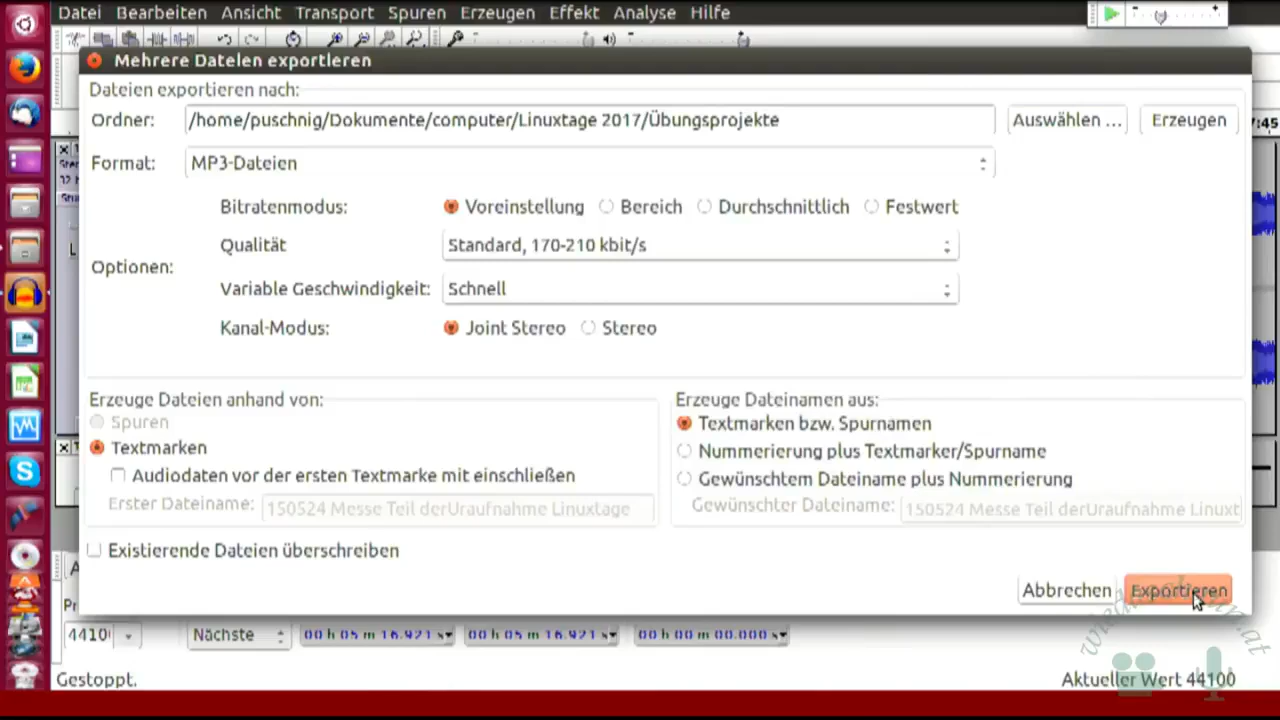 Datei Bearbeiten Ansicht Transport Spuren Erzeugen Effekt Analyse Hilfe
Mehrere Dateien exportieren
Dateien exportieren nach:
Ordner: /home/puschnig/Dokumente/computer/Linuxtage 2017/Übungsprojekte Auswählen ... Erzeugen
7:45
Format: MP3-Dateien
Bitratenmodus: Voreinstellung Bereich Durchschnittlich Festwert
Qualität Standard, 170-210 kbit/s
Optionen:
Variable Geschwindigkeit: Schnell
Kanal-Modus: Joint Stereo Stereo
Erzeuge Dateien anhand von:
Spuren
Textmarken
Audiodaten vor der ersten Textmarke mit einschließen
Erster Dateiname: 150524 Messe Teil derUraufnahme Linuxtage
Erzeuge Dateinamen aus:
Textmarken bzw. Spurnamen
Nummerierung plus Textmarker/Spurname
Gewünschtem Dateiname plus Nummerierung
Gewünschter Dateiname: 150524 Messe Teil derUraufnahme Linuxt
Existierende Dateien überschreiben
Abbrechen Exportieren
4410 Nächste 00 h 05 m 16.921 s 00 h 05 m 16.921 s 00 h 00 m 00.000 s
Gestoppt. Aktueller Wert 44100